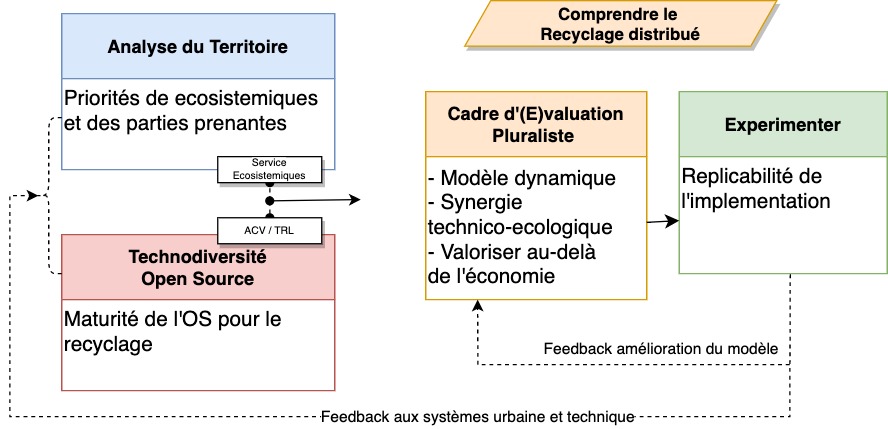 Comprendre le
Recyclage distribué
Analyse du Territoire
Priorités de ecosistemiques
et des parties prenantes
Service
Ecosistemiques
ACV / TRL
Technodiversité
Open Source
Maturité de l'OS pour le
recyclage
Cadre d'(E)valuation
Pluraliste
- Modèle dynamique
- Synergie
technico-ecologique
- Valoriser au-delà
de l'économie
Experimenter
Replicabilité de
l'implementation
Feedback amélioration du modèle
Feedback aux systèmes urbaine et technique